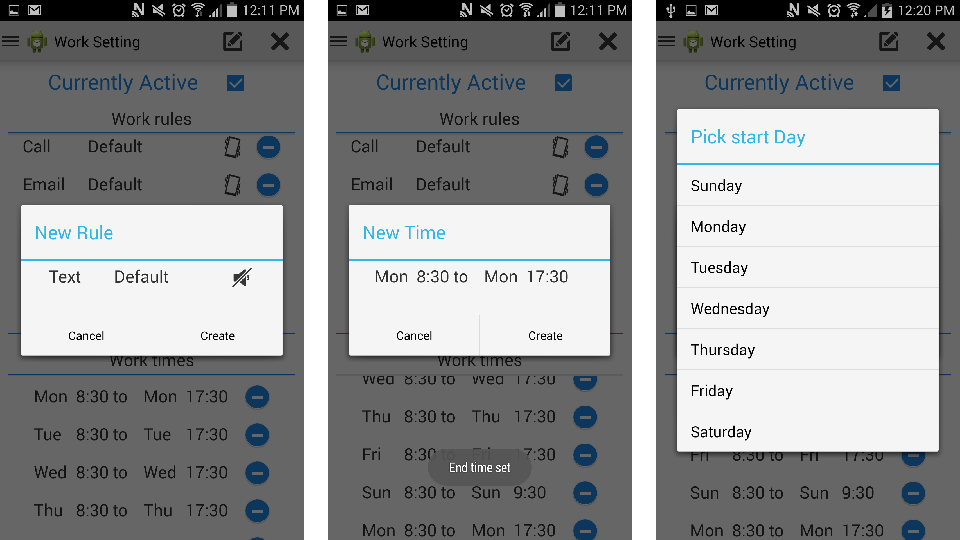 12:11 PM
Work Setting
Currently Active
Work rules
Call Default
Email Default
New Rule
Text Default
Cancel Create
Work times
Mon 8:30 to Mon 17:30
Tue 8:30 to Tue 17:30
Wed 8:30 to Wed 17:30
Thu 8:30 to Thu 17:30
12:11 PM
Work Setting
Currently Active
Work rules
Call Default
Email Default
New Time
Mon 8:30 to Mon 17:30
Cancel Create
Work times
Wed 8:30 to Wed 17:30
Thu 8:30 to Thu 17:30
Fri 8:30 to Fri 17:30
End time set
Sun 8:30 to Sun 9:30
Mon 8:30 to Mon 17:30
12:20 PM
Work Setting
Currently Active
Pick start Day
Sunday
Monday
Tuesday
Wednesday
Thursday
Friday
Saturday
Fri 8:30 to Fri 17:30
Sun 8:30 to Sun 9:30
Mon 8:30 to Mon 17:30